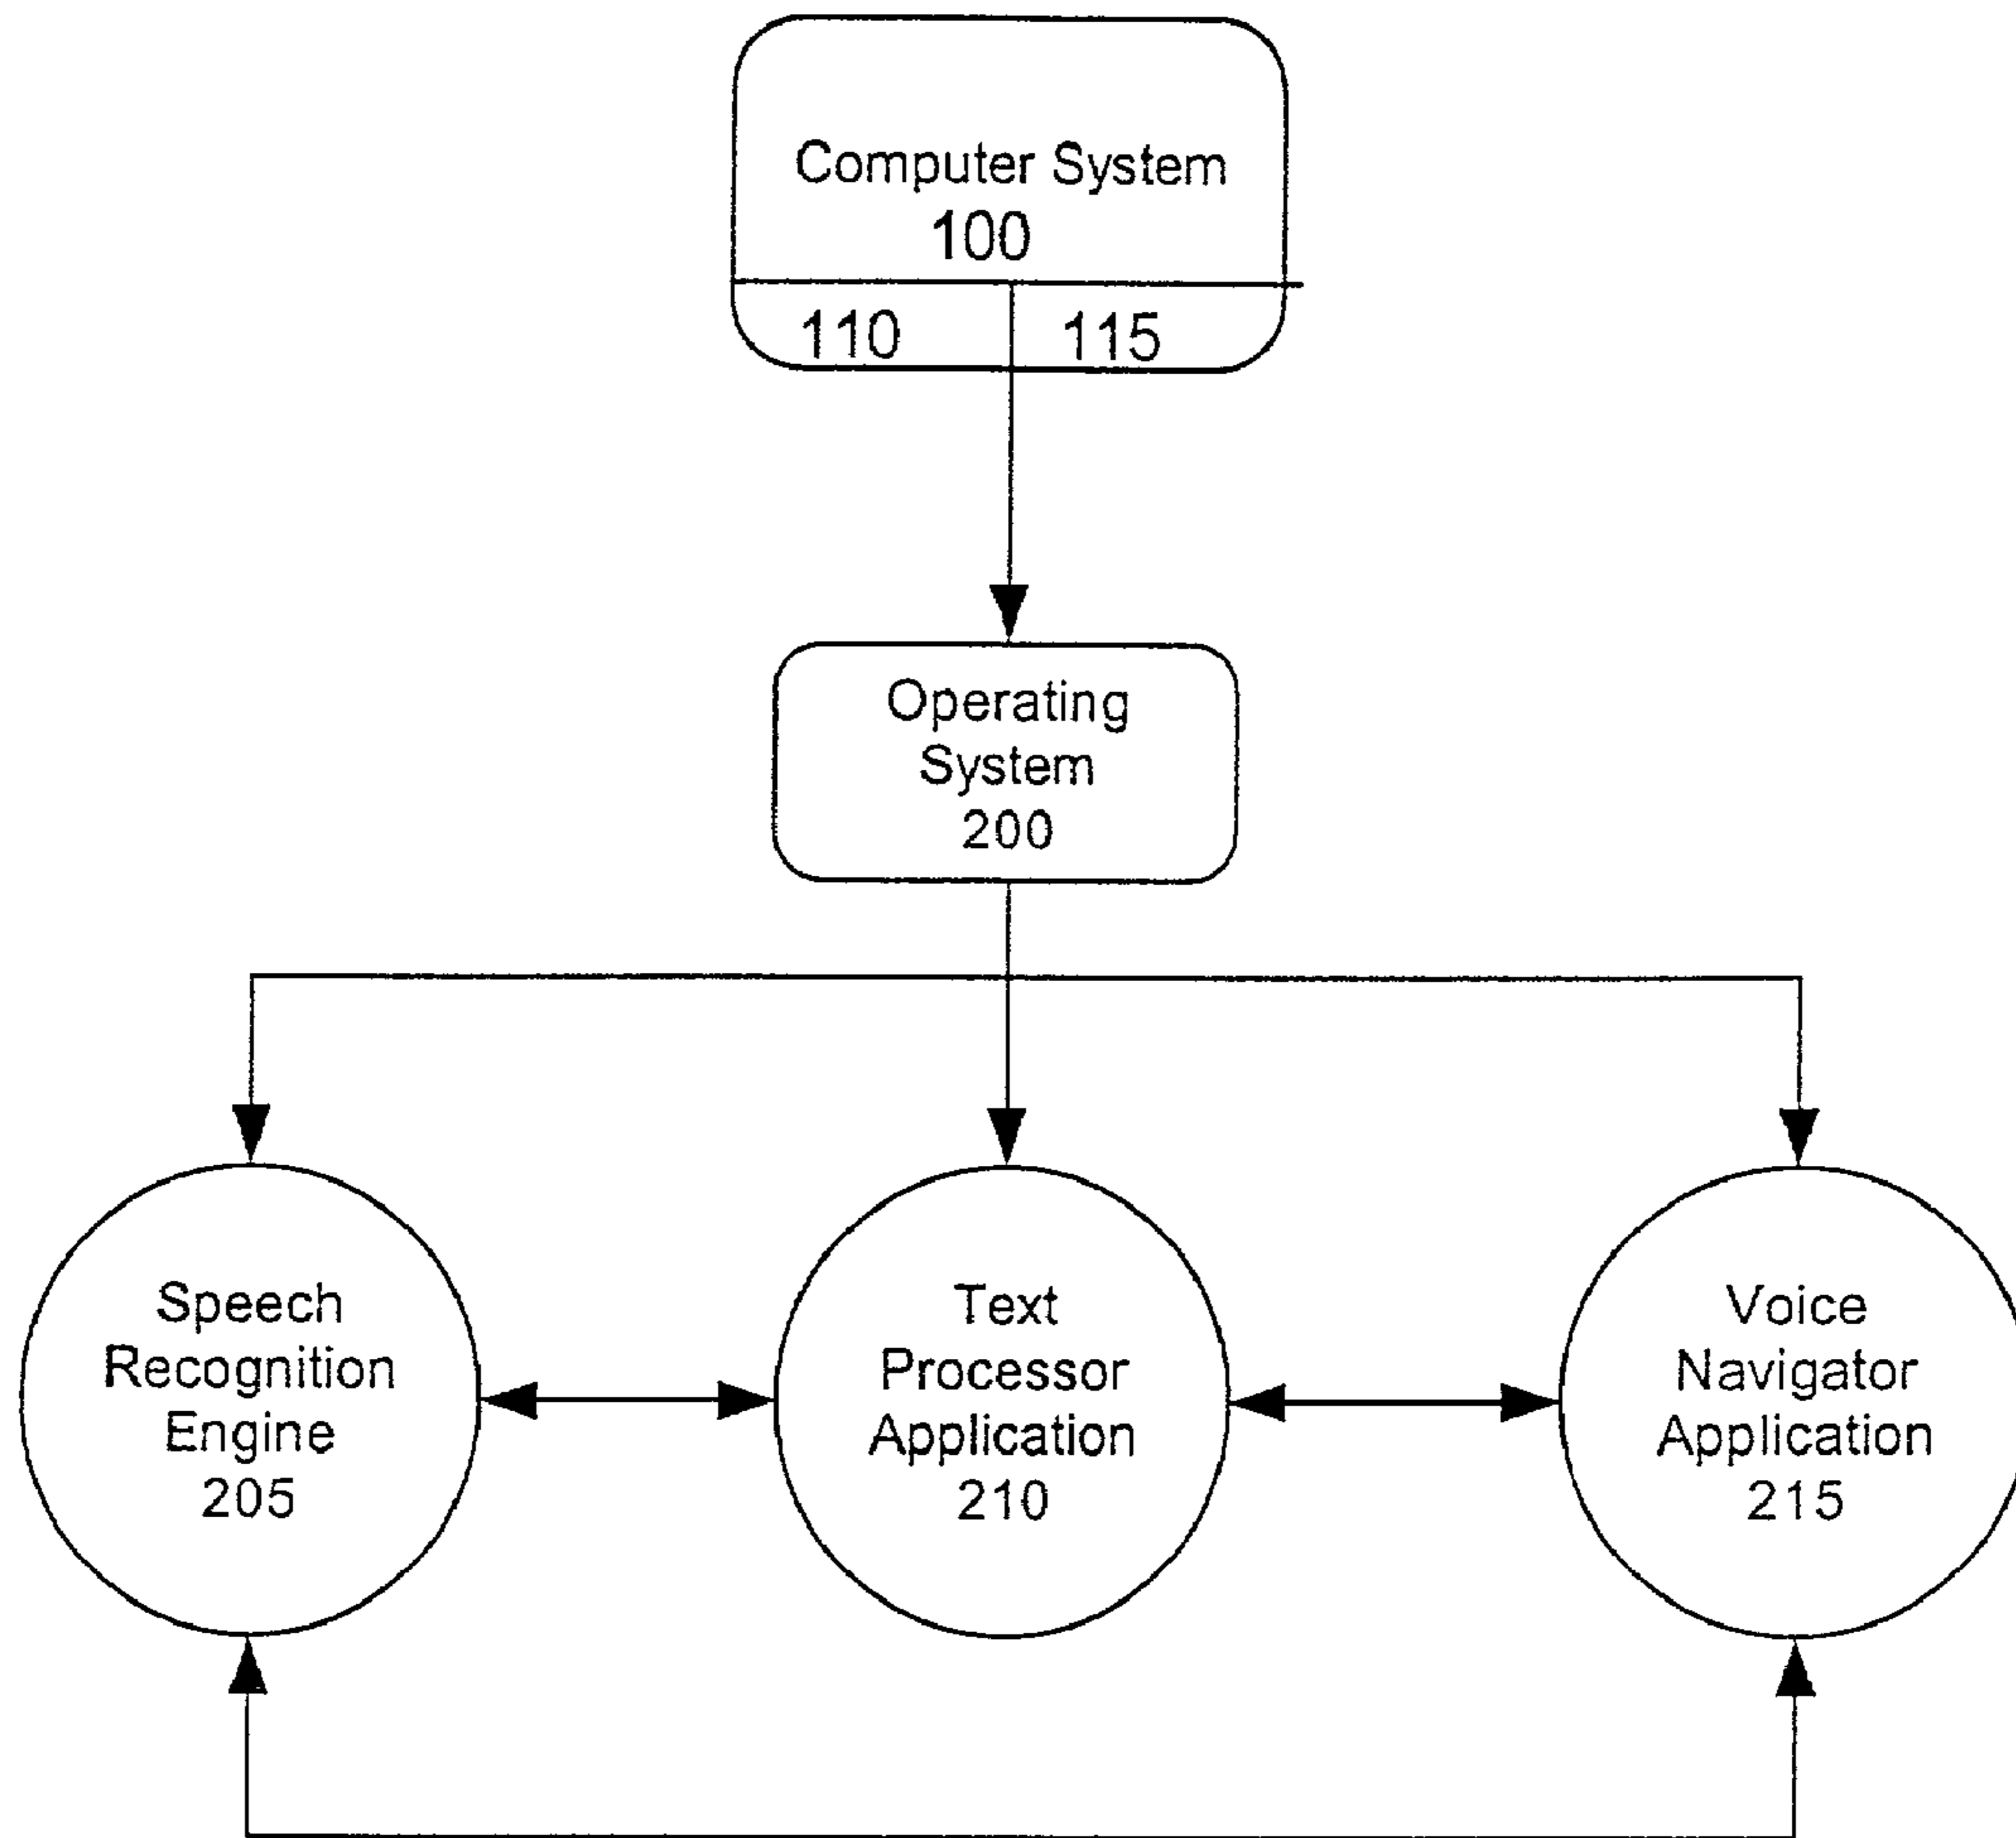 Computer System
100
110
115
Operating
System
200
Speech
Recognition
Engine
205
Text
Processor
Application
210
Voice
Navigator
Application
215